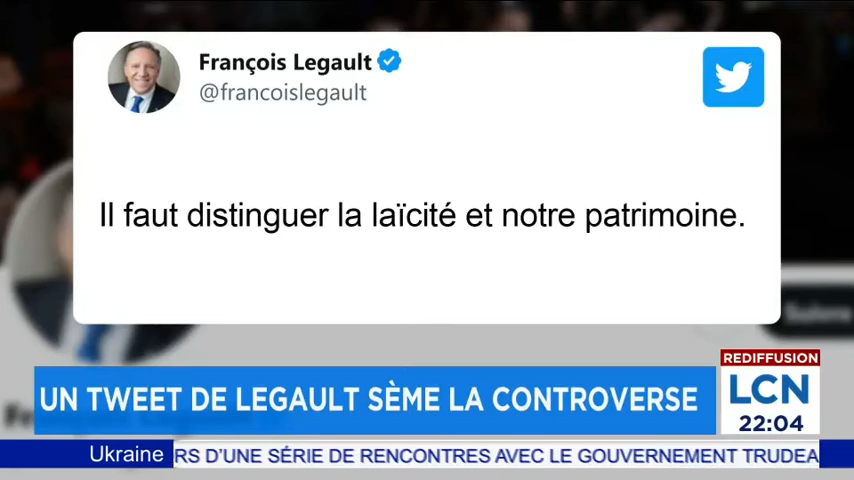 François Legault
@francoislegault
Il faut distinguer la laïcité et notre patrimoine.
Suivre
UN TWEET DE LEGAULT SÈME LA CONTROVERSE
REDIFFUSION
LCN
22:04
Ukraine
RS D'UNE SÉRIE DE RENCONTRES AVEC LE GOUVERNEMENT TRUDEA